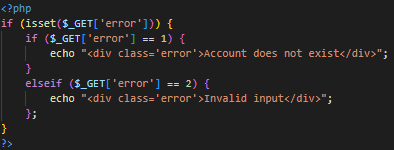 <?php
if (isset($_GET['error'])) {
    if ($_GET['error'] == 1) {
        echo "<div class='error'>Account does not exist</div>";
    }
    elseif ($_GET['error'] == 2) {
        echo "<div class='error'>Invalid input</div>";
    };
}
?>